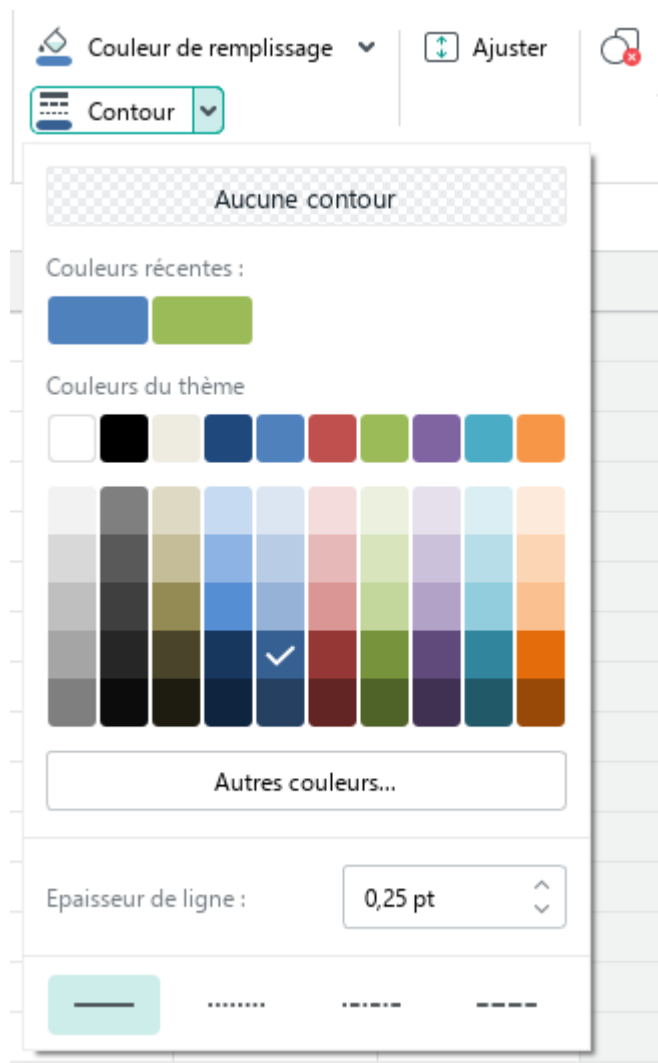 Couleur de remplissage
Ajuster
Contour
Aucune contour
Couleurs récentes :
Couleurs du thème
Autres couleurs...
Epaisseur de ligne :
0,25 pt